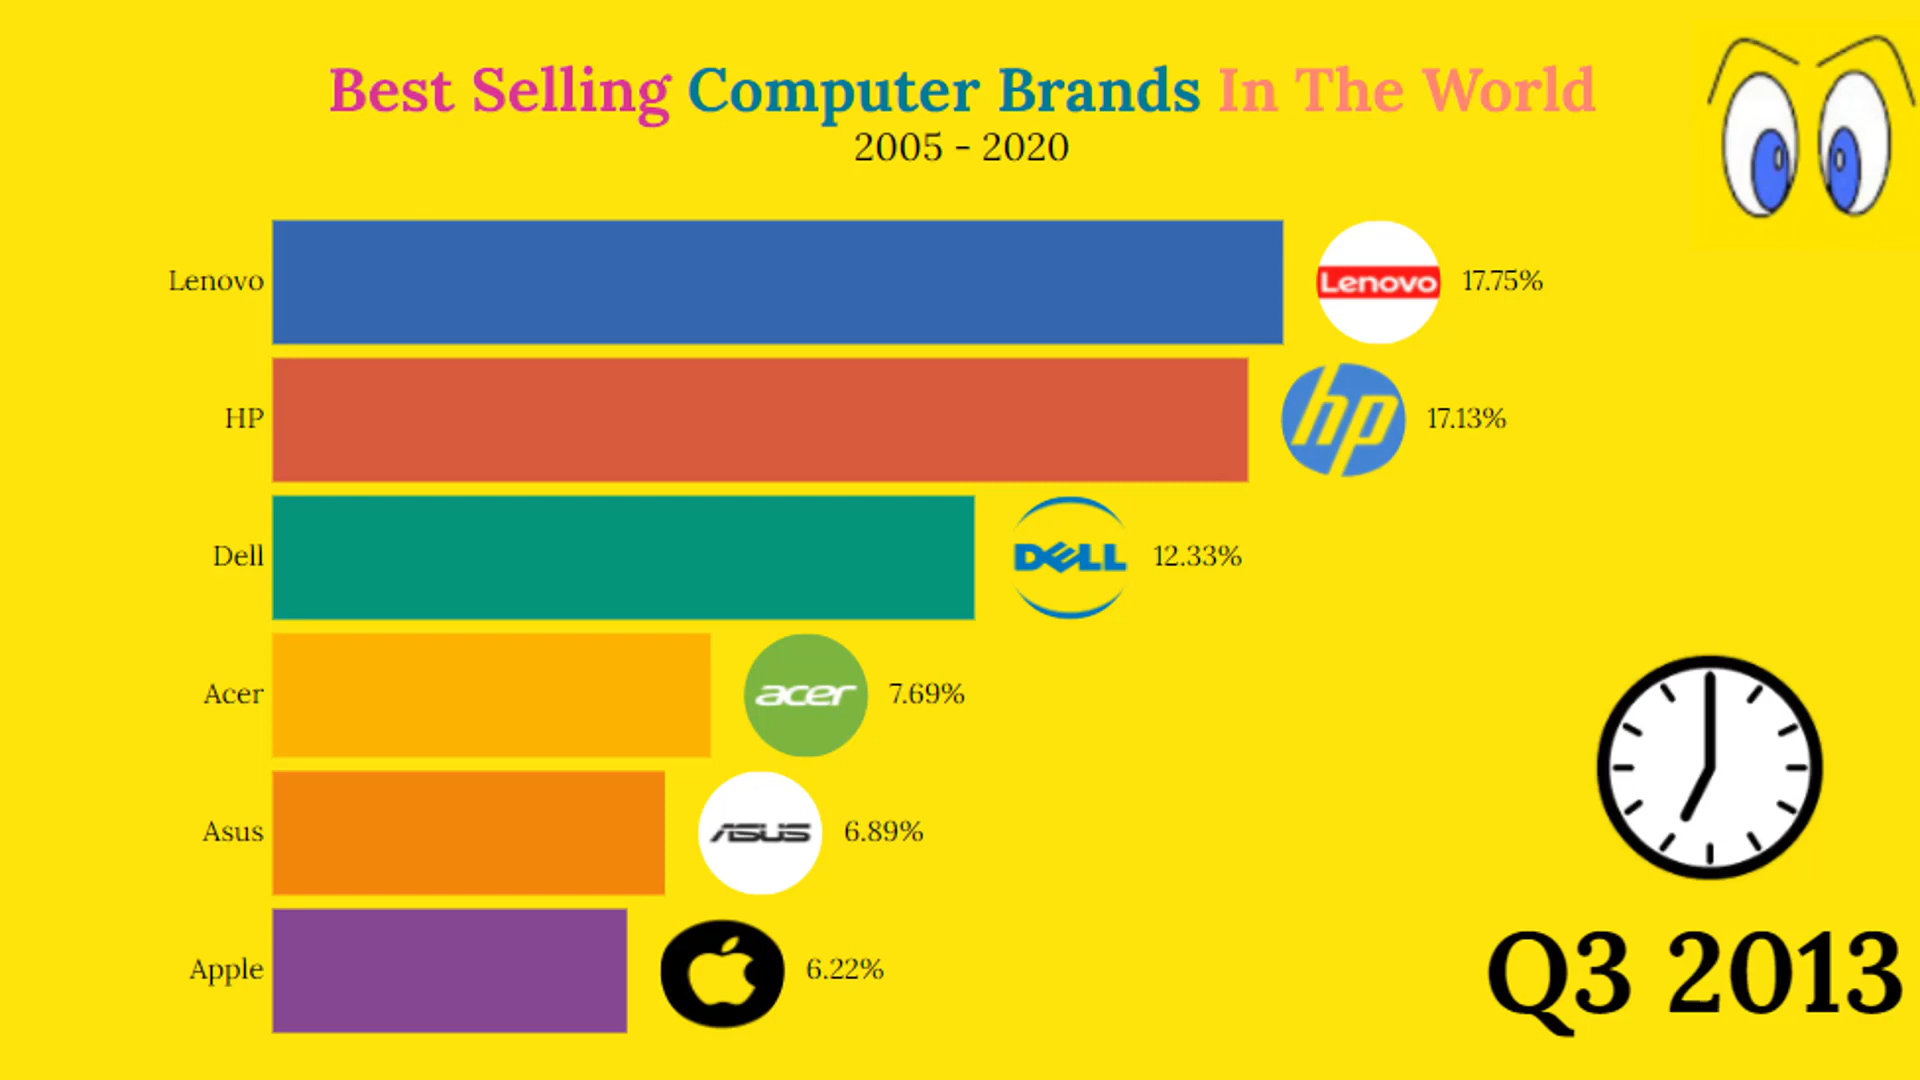 Best Selling Computer Brands In The World
2005 - 2020
Lenovo Lenovo 17.75%
HP hp 17.13%
Dell DELL 12.33%
Acer acer 7.69%
Asus ASUS 6.89%
Apple 6.22%
Q3 2013